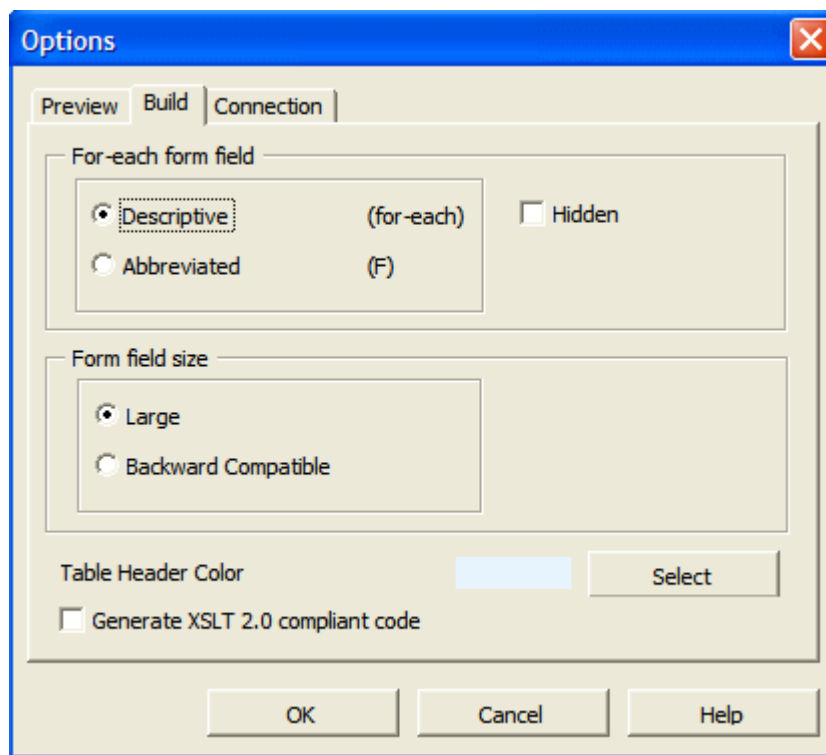 Options
Preview Build Connection
For-each form field
Descriptive (for-each) Hidden
Abbreviated (F)
Form field size
Large
Backward Compatible
Table Header Color Select
Generate XSLT 2.0 compliant code
OK Cancel Help